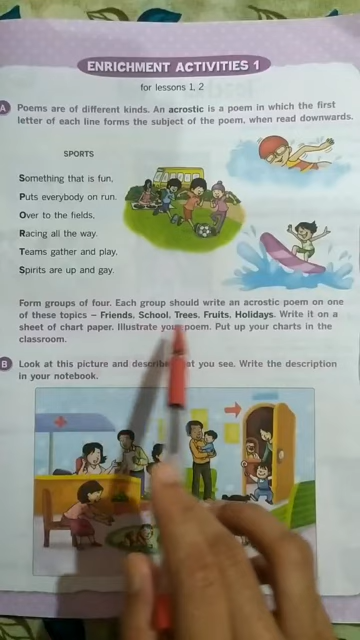 ENRICHMENT ACTIVITIES 1
for lessons 1, 2
A Poems are of different kinds. An acrostic is a poem in which the first
letter of each line forms the subject of the poem, when read downwards.
SPORTS
Something that is fun,
Puts everybody on run.
Over to the fields,
Racing all the way.
Teams gather and play,
Spirits are up and gay.
Form groups of four. Each group should write an acrostic poem on one
of these topics – Friends, School, Trees, Fruits, Holidays. Write it on a
sheet of chart paper. Illustrate your poem. Put up your charts in the
classroom.
B Look at this picture and describe you see. Write the description
in your notebook.